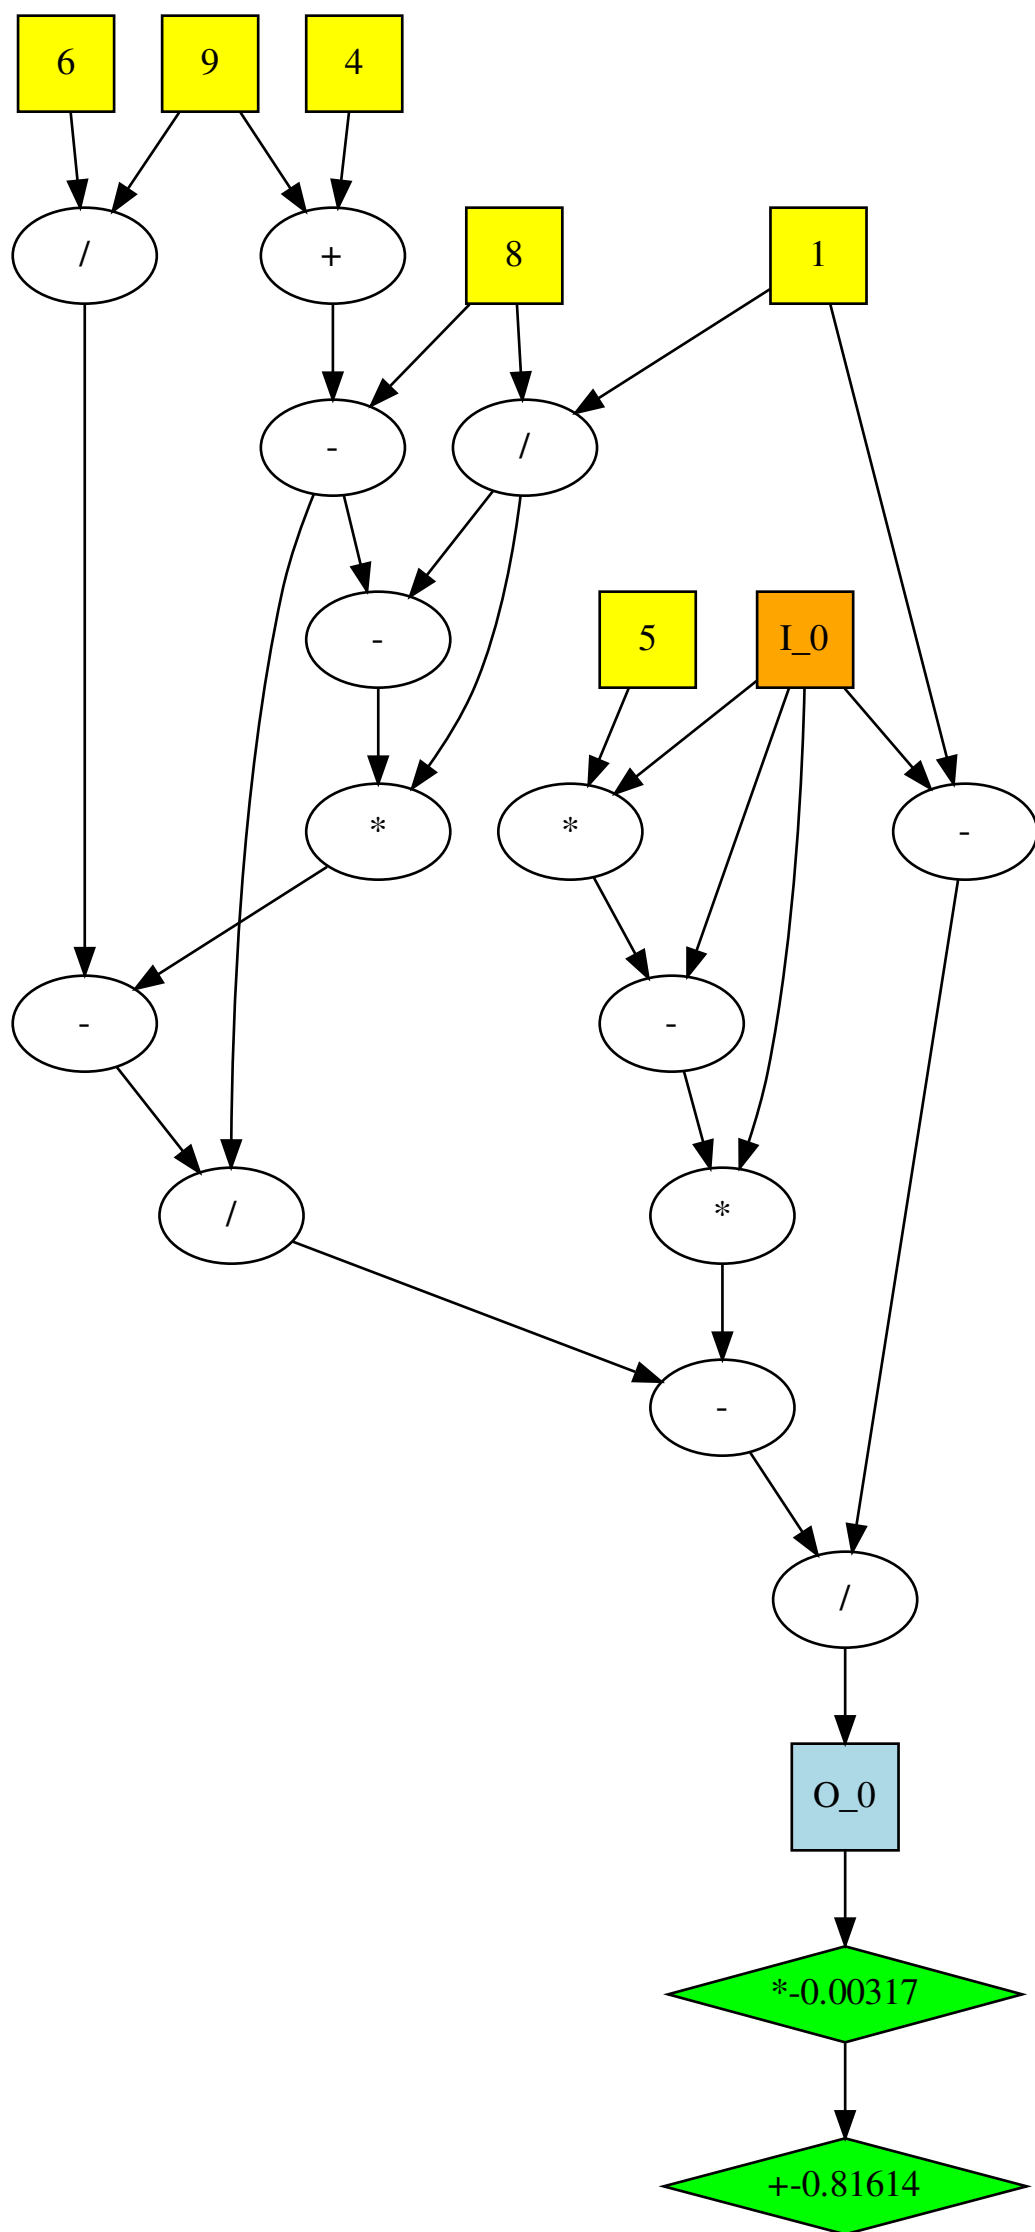 6 9 4
/ + 8 1
- /
- 5 I_0
* * -
- -
/ *
-
/
O_0
*-0.00317
+-0.81614